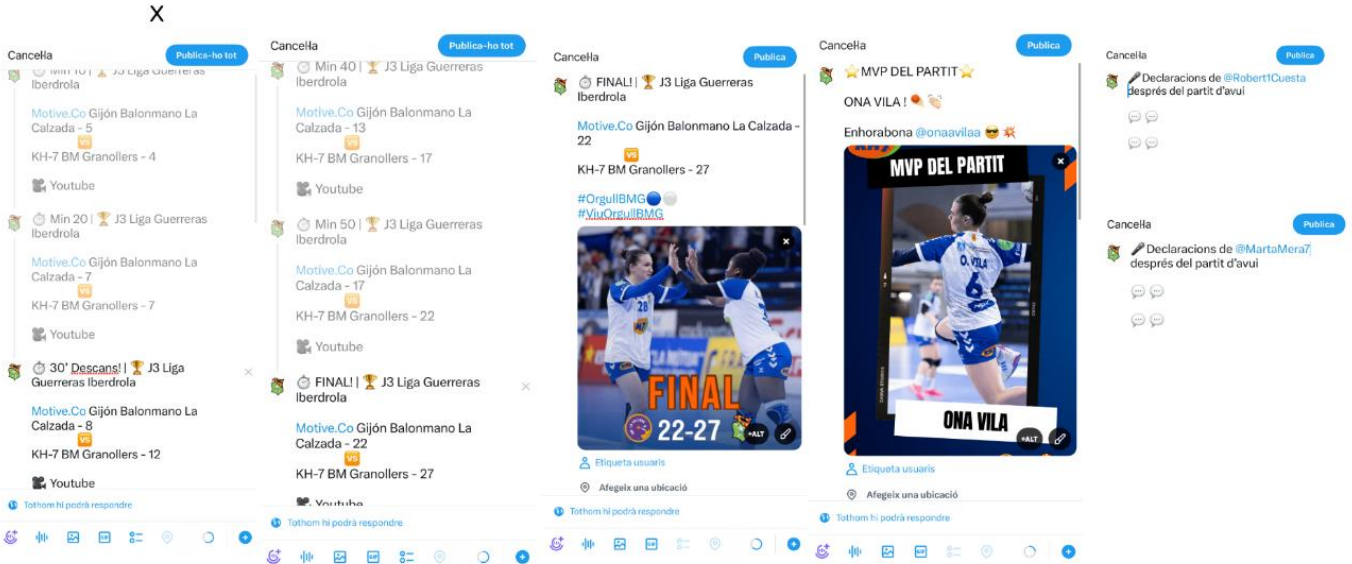 X
Cancel·la
Publica-ho tot
Min 10 | J3 Liga Guerreras
Iberdrola
Motive.Co Gijón Balonmano La
Calzada - 5
VS
KH-7 BM Granollers - 4
Youtube
Min 20 | J3 Liga Guerreras
Iberdrola
Motive.Co Gijón Balonmano La
Calzada - 7
VS
KH-7 BM Granollers - 7
Youtube
30' Descans! | J3 Liga
Guerreras Iberdrola
Motive.Co Gijón Balonmano La
Calzada - 8
VS
KH-7 BM Granollers - 12
Youtube
Tothom hi podrà respondre
GIF
Cancel·la
Publica-ho tot
Min 40 | J3 Liga Guerreras
Iberdrola
Motive.Co Gijón Balonmano La
Calzada - 13
VS
KH-7 BM Granollers - 17
Youtube
Min 50 | J3 Liga Guerreras
Iberdrola
Motive.Co Gijón Balonmano La
Calzada - 17
VS
KH-7 BM Granollers - 22
Youtube
FINAL! | J3 Liga Guerreras
Iberdrola
Motive.Co Gijón Balonmano La
Calzada - 22
VS
KH-7 BM Granollers - 27
Youtube
Tothom hi podrà respondre
GIF
Cancel·la
Publica
FINAL! | J3 Liga Guerreras
Iberdrola
Motive.Co Gijón Balonmano La Calzada -
22
VS
KH-7 BM Granollers - 27
#OrgullBMG
#ViuOrgullBMG
28
FINAL
22-27
+ALT
Etiqueta usuaris
Afegeix una ubicació
Tothom hi podrà respondre
GIF
Cancel·la
Publica
MVP DEL PARTIT
ONA VILA !
Enhorabona @onaavilaa
KH7
MVP DEL PARTIT
O. VILA
6
ONA VILA
+ALT
Etiqueta usuaris
Afegeix una ubicació
Tothom hi podrà respondre
GIF
Cancel·la
Publica
Declaracions de @Robert1Cuesta
després del partit d'avui
Cancel·la
Publica
Declaracions de @MartaMera7
després del partit d'avui